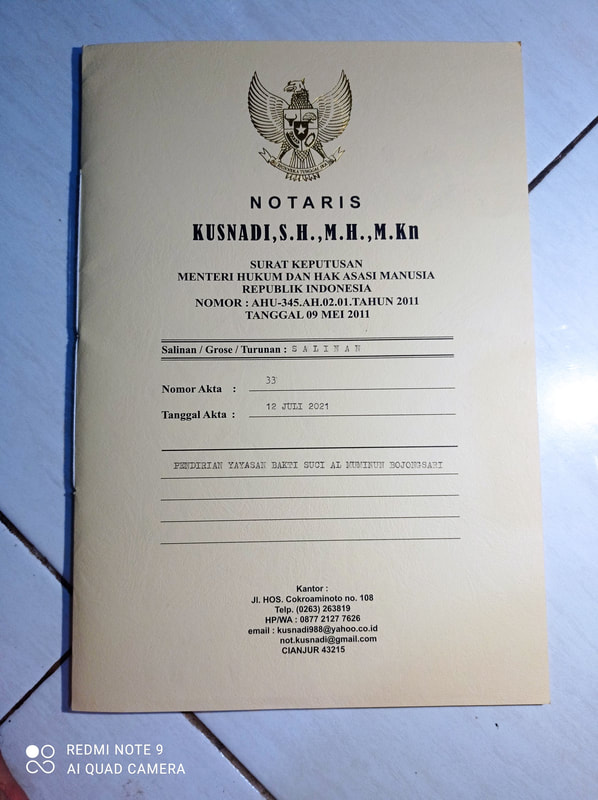 BHINNEKA TUNGGAL IKA
NOTARIS
KUSNADI,S.H.,M.H.,M.Kn
SURAT KEPUTUSAN
MENTERI HUKUM DAN HAK ASASI MANUSIA
REPUBLIK INDONESIA
NOMOR : AHU-345.AH.02.01.TAHUN 2011
TANGGAL 09 MEI 2011
Salinan / Grose / Turunan : SALINAN
Nomor Akta : 33
Tanggal Akta : 12 JULI 2021
PENDIRIAN YAYASAN BAKTI SUCI AL MUMINUN BOJONGSARI
Kantor :
Jl. HOS. Cokroaminoto no. 108
Telp. (0263) 263819
HP/WA : 0877 2127 7626
email : kusnadi988@yahoo.co.id
not.kusnadi@gmail.com
CIANJUR 43215
REDMI NOTE 9
AI QUAD CAMERA